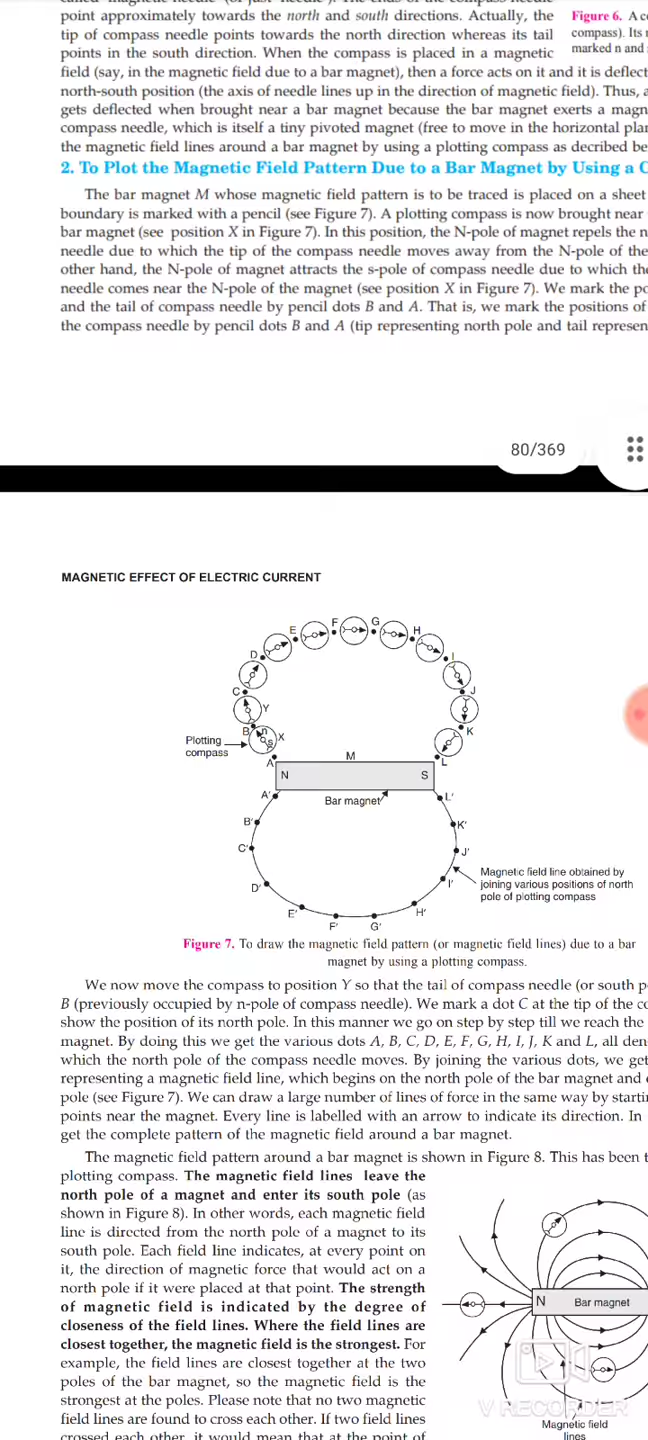 point approximately towards the north and south directions. Actually, the
Figure 6. A
tip of compass needle points towards the north direction whereas its tail
compass). Its
points in the south direction. When the compass is placed in a magnetic
marked n and
field (say, in the magnetic field due to a bar magnet), then a force acts on it and it is deflect
north-south position (the axis of needle lines up in the direction of magnetic field). Thus, a
gets deflected when brought near a bar magnet because the bar magnet exerts a magn
compass needle, which is itself a tiny pivoted magnet (free to move in the horizontal plan
the magnetic field lines around a bar magnet by using a plotting compass as decribed be
2. To Plot the Magnetic Field Pattern Due to a Bar Magnet by Using a C
The bar magnet M whose magnetic field pattern is to be traced is placed on a sheet
boundary is marked with a pencil (see Figure 7). A plotting compass is now brought near
bar magnet (see position X in Figure 7). In this position, the N-pole of magnet repels the n
needle due to which the tip of the compass needle moves away from the N-pole of the
other hand, the N-pole of magnet attracts the s-pole of compass needle due to which the
needle comes near the N-pole of the magnet (see position X in Figure 7). We mark the po
and the tail of compass needle by pencil dots B and A. That is, we mark the positions of
the compass needle by pencil dots B and A (tip representing north pole and tail represen
80/369
MAGNETIC EFFECT OF ELECTRIC CURRENT
E F G H
D I
C J
Y
B n s X K
Plotting
compass
A M L
N S
A' Bar magnet L'
B' K'
C' J'
Magnetic field line obtained by
D' I' joining various positions of north
pole of plotting compass
E' H'
F' G'
Figure 7. To draw the magnetic field pattern (or magnetic field lines) due to a bar
magnet by using a plotting compass.
We now move the compass to position Y so that the tail of compass needle (or south p
B (previously occupied by n-pole of compass needle). We mark a dot C at the tip of the co
show the position of its north pole. In this manner we go on step by step till we reach the
magnet. By doing this we get the various dots A, B, C, D, E, F, G, H, I, J, K and L, all den
which the north pole of the compass needle moves. By joining the various dots, we get
representing a magnetic field line, which begins on the north pole of the bar magnet and
pole (see Figure 7). We can draw a large number of lines of force in the same way by starti
points near the magnet. Every line is labelled with an arrow to indicate its direction. In
get the complete pattern of the magnetic field around a bar magnet.
The magnetic field pattern around a bar magnet is shown in Figure 8. This has been t
plotting compass. The magnetic field lines leave the
north pole of a magnet and enter its south pole (as
shown in Figure 8). In other words, each magnetic field
line is directed from the north pole of a magnet to its
south pole. Each field line indicates, at every point on
it, the direction of magnetic force that would act on a
north pole if it were placed at that point. The strength
of magnetic field is indicated by the degree of
closeness of the field lines. Where the field lines are
closest together, the magnetic field is the strongest. For
example, the field lines are closest together at the two
poles of the bar magnet, so the magnetic field is the
strongest at the poles. Please note that no two magnetic
field lines are found to cross each other. If two field lines
crossed each other, it would mean that at the point of
N Bar magnet
V RECORDER
Magnetic field
lines